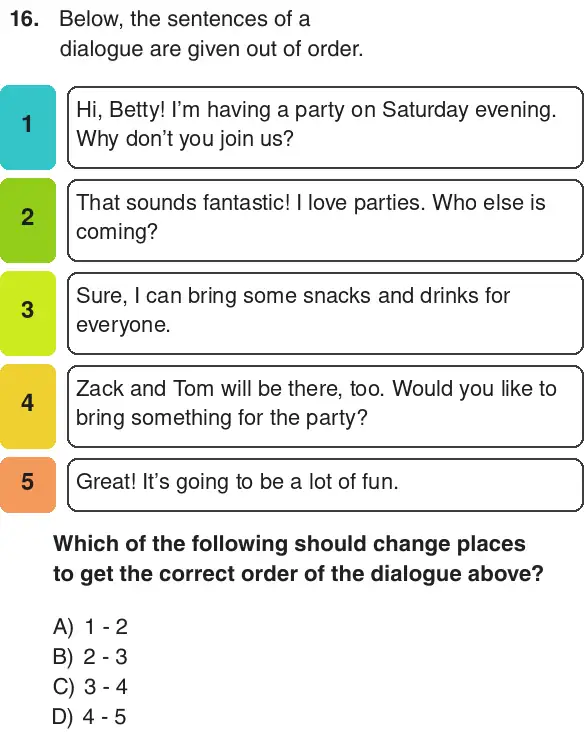 16. Below, the sentences of a
dialogue are given out of order.
1
Hi, Betty! I'm having a party on Saturday evening.
Why don't you join us?
2
That sounds fantastic! I love parties. Who else is
coming?
3
Sure, I can bring some snacks and drinks for
everyone.
4
Zack and Tom will be there, too. Would you like to
bring something for the party?
5
Great! It's going to be a lot of fun.
Which of the following should change places
to get the correct order of the dialogue above?
A) 1 - 2
B) 2 - 3
C) 3 - 4
D) 4 - 5